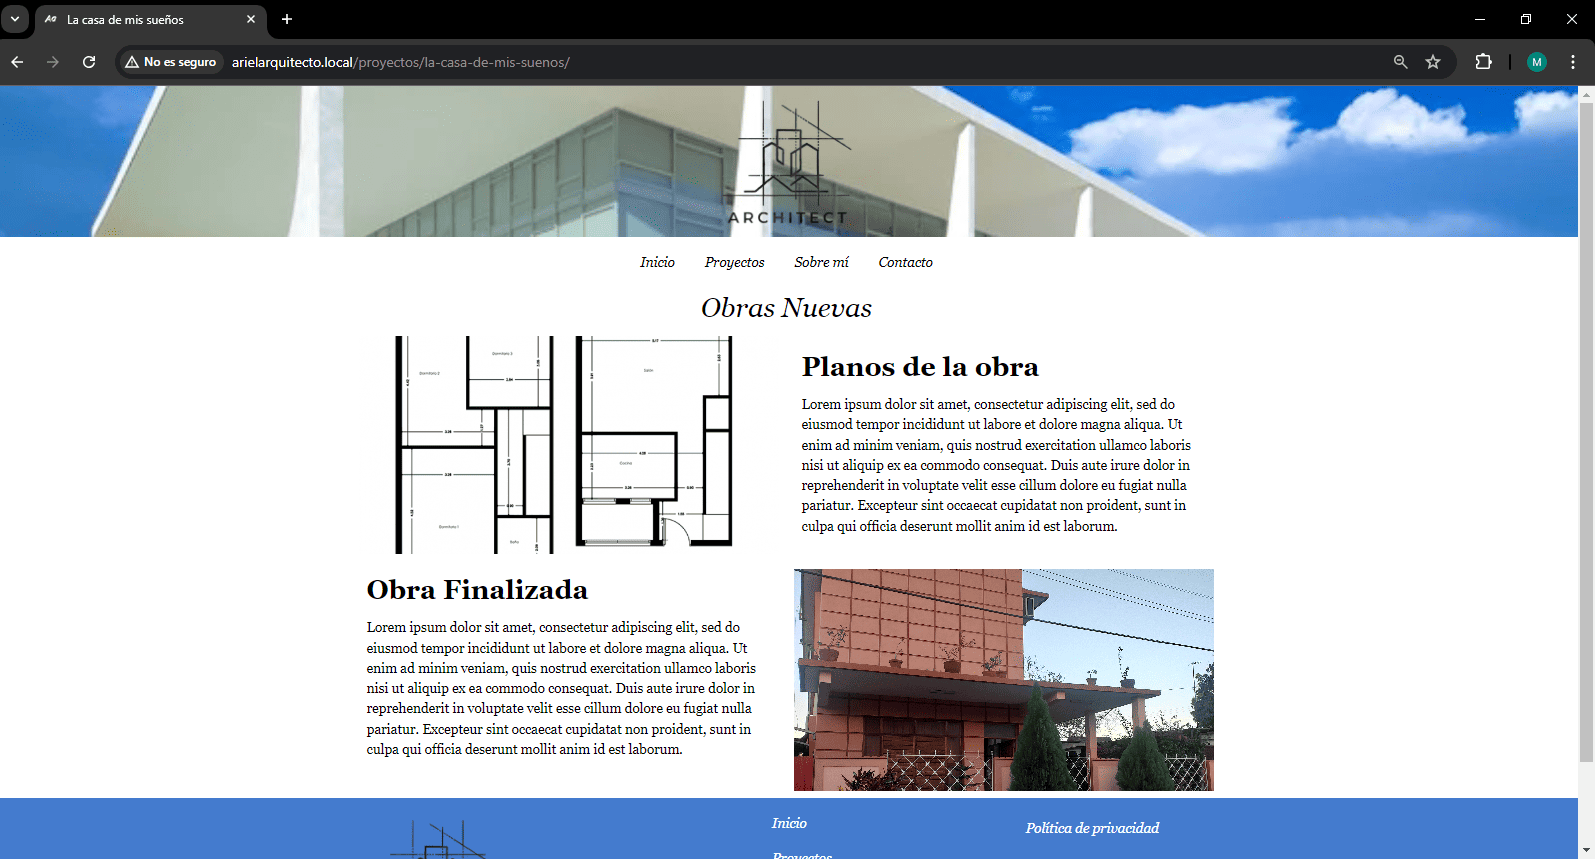 La casa de mis sueños
No es seguro
arielarquitecto.local/proyectos/la-casa-de-mis-suenos/
M
ARCHITECT
Inicio
Proyectos
Sobre mí
Contacto
Obras Nuevas
Planos de la obra
Lorem ipsum dolor sit amet, consectetur adipiscing elit, sed do
eiusmod tempor incididunt ut labore et dolore magna aliqua. Ut
enim ad minim veniam, quis nostrud exercitation ullamco laboris
nisi ut aliquip ex ea commodo consequat. Duis aute irure dolor in
reprehenderit in voluptate velit esse cillum dolore eu fugiat nulla
pariatur. Excepteur sint occaecat cupidatat non proident, sunt in
culpa qui officia deserunt mollit anim id est laborum.
Obra Finalizada
Lorem ipsum dolor sit amet, consectetur adipiscing elit, sed do
eiusmod tempor incididunt ut labore et dolore magna aliqua. Ut
enim ad minim veniam, quis nostrud exercitation ullamco laboris
nisi ut aliquip ex ea commodo consequat. Duis aute irure dolor in
reprehenderit in voluptate velit esse cillum dolore eu fugiat nulla
pariatur. Excepteur sint occaecat cupidatat non proident, sunt in
culpa qui officia deserunt mollit anim id est laborum.
Inicio
Política de privacidad
Proyectos